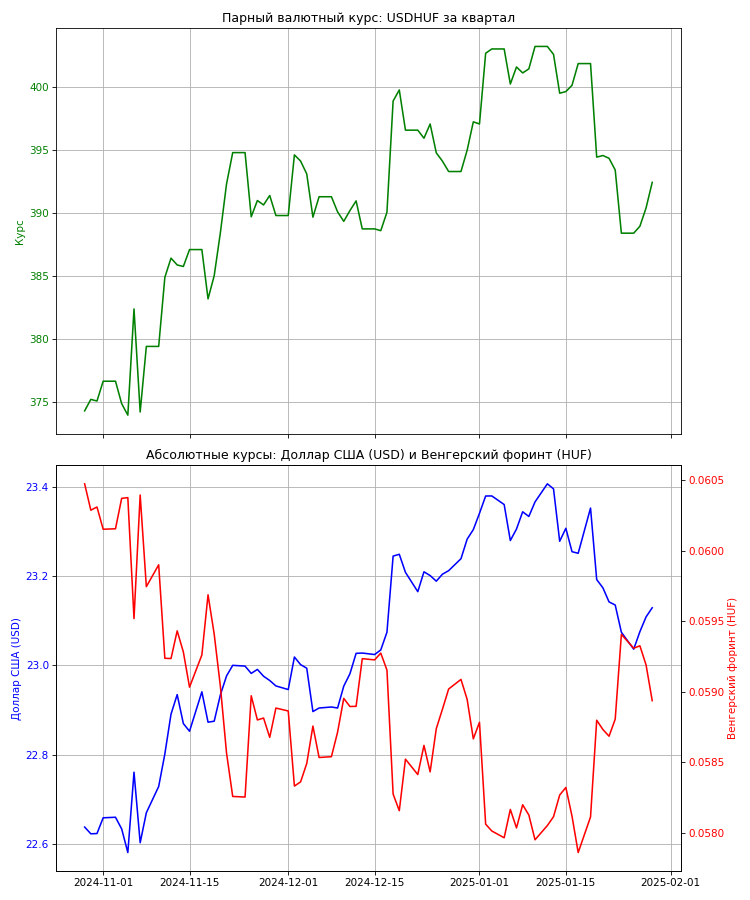 Парный валютный курс: USDHUF за квартал
400
395
390
385
380
375
Курс
Абсолютные курсы: Доллар США (USD) и Венгерский форинт (HUF)
23.4
23.2
23.0
22.8
22.6
Доллар США (USD)
0.0605
0.0600
0.0595
0.0590
0.0585
0.0580
Венгерский форинт (HUF)
2024-11-01 2024-11-15 2024-12-01 2024-12-15 2025-01-01 2025-01-15 2025-02-01